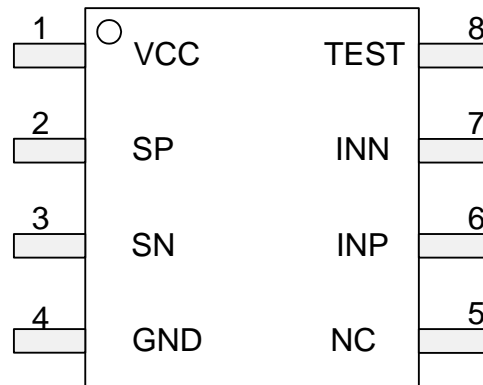 1 VCC TEST 8
2 SP INN 7
3 SN INP 6
4 GND NC 5